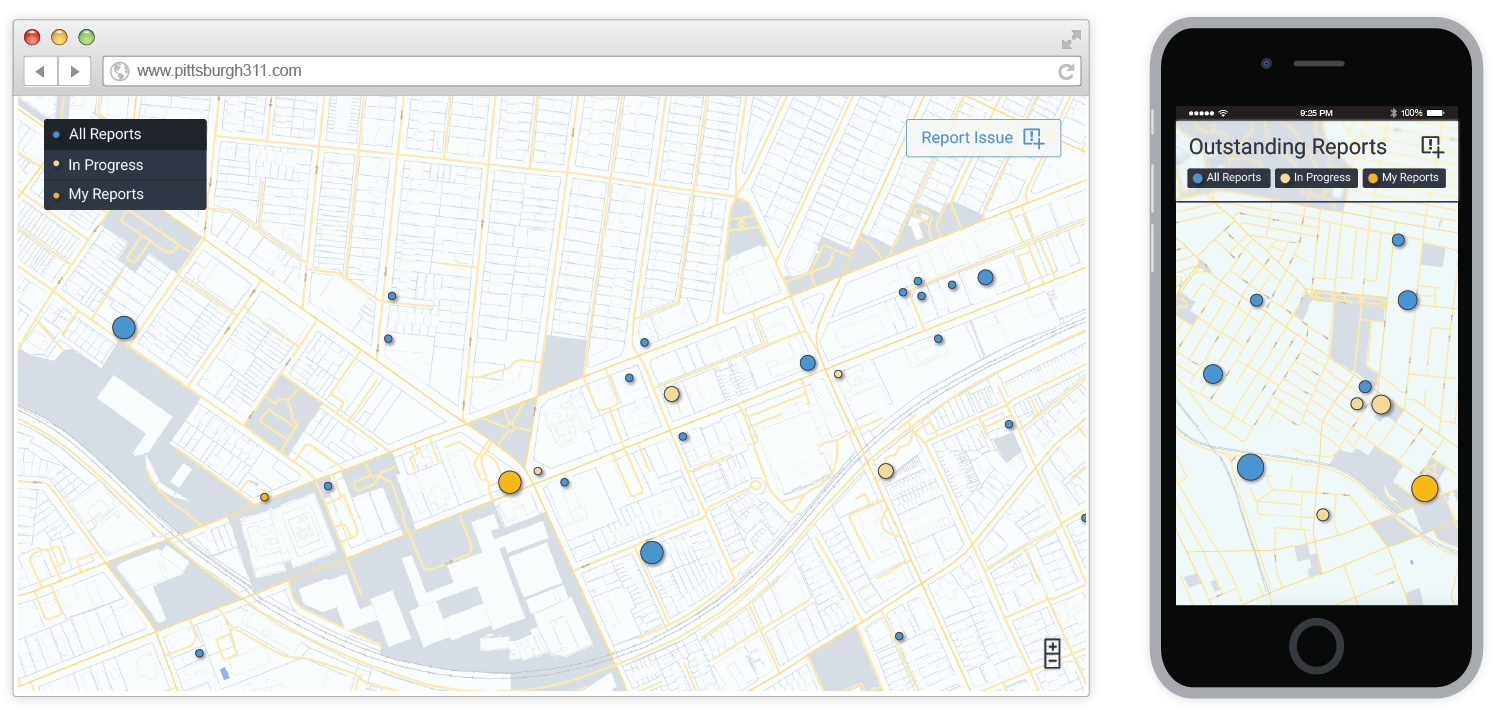 www.pittsburgh311.com
All Reports
In Progress
My Reports
Report Issue
9:25 PM
100%
Outstanding Reports
All Reports
In Progress
My Reports